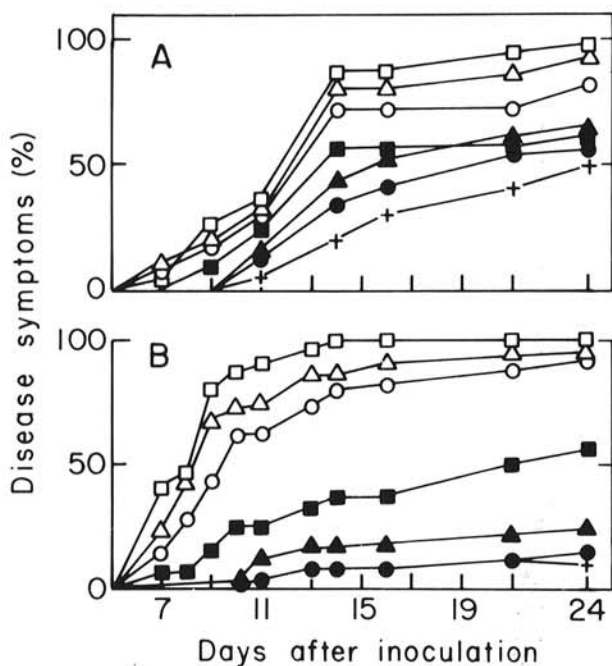 A
100
50
0
B
100
50
0
7 11 15 19 24
Disease symptoms (%)
Days after inoculation